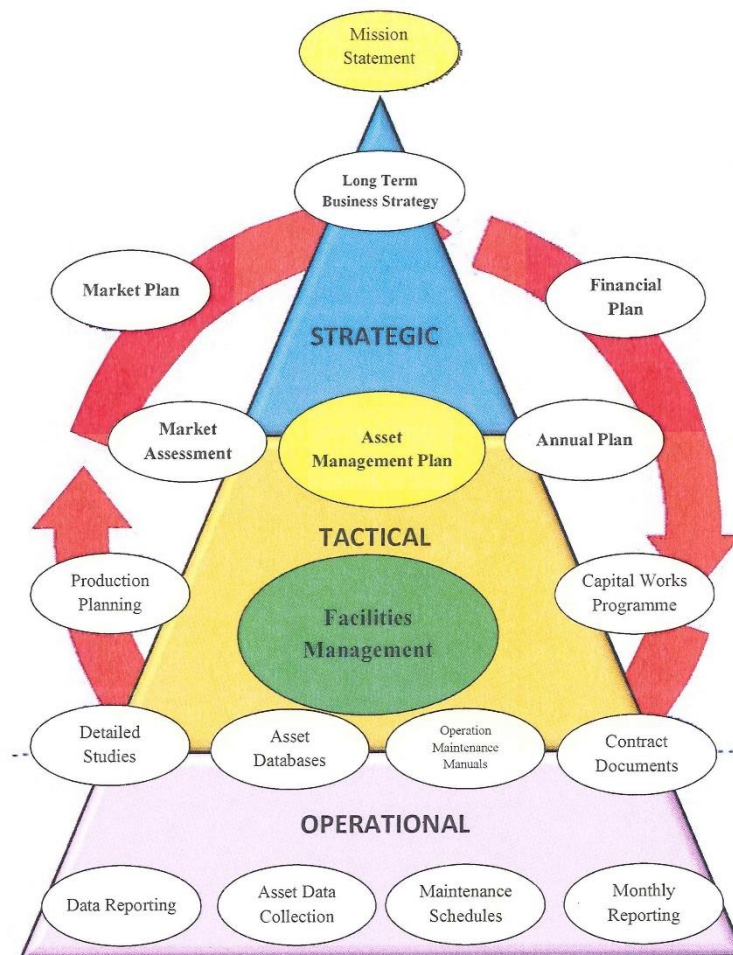 Mission
Statement
Long Term
Business Strategy
Market Plan
Financial
Plan
STRATEGIC
Market
Assessment
Asset
Management Plan
Annual Plan
TACTICAL
Production
Planning
Facilities
Management
Capital Works
Programme
Detailed
Studies
Asset
Databases
Operation
Maintenance
Manuals
Contract
Documents
OPERATIONAL
Data Reporting
Asset Data
Collection
Maintenance
Schedules
Monthly
Reporting